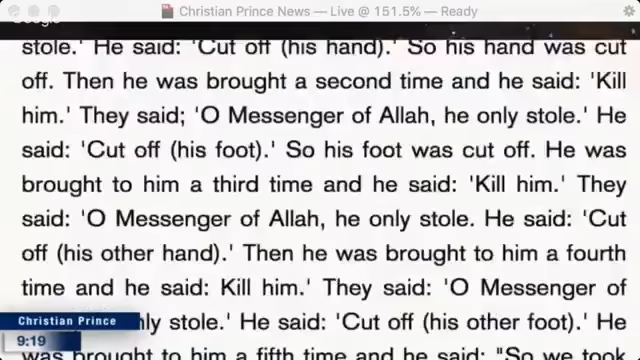 Christian Prince News — Live @ 151.5% — Ready
stole.' He said: 'Cut off (his hand).' So his hand was cut
off. Then he was brought a second time and he said: 'Kill
him.' They said; 'O Messenger of Allah, he only stole.' He
said: 'Cut off (his foot).' So his foot was cut off. He was
brought to him a third time and he said: 'Kill him.' They
said: 'O Messenger of Allah, he only stole. He said: 'Cut
off (his other hand).' Then he was brought to him a fourth
time and he said: Kill him.' They said: 'O Messenger of
Christian Prince
stole.' He said: 'Cut off (his other foot).' He
9:19
was brought to him a fifth time and he said: "So we took